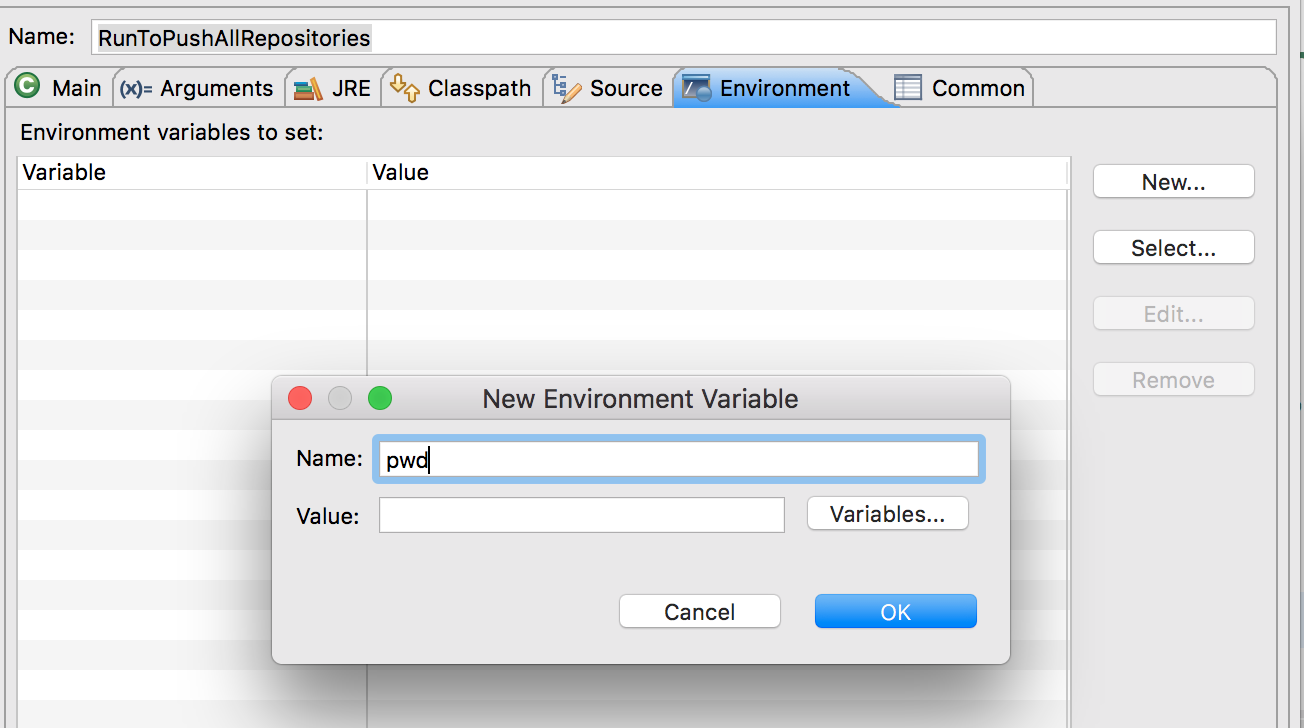 Name: RunToPushAllRepositories
Main (x)= Arguments JRE Classpath Source Environment Common
Environment variables to set:
Variable Value
New...
Select...
Edit...
Remove
New Environment Variable
Name: pwd
Value: Variables...
Cancel OK